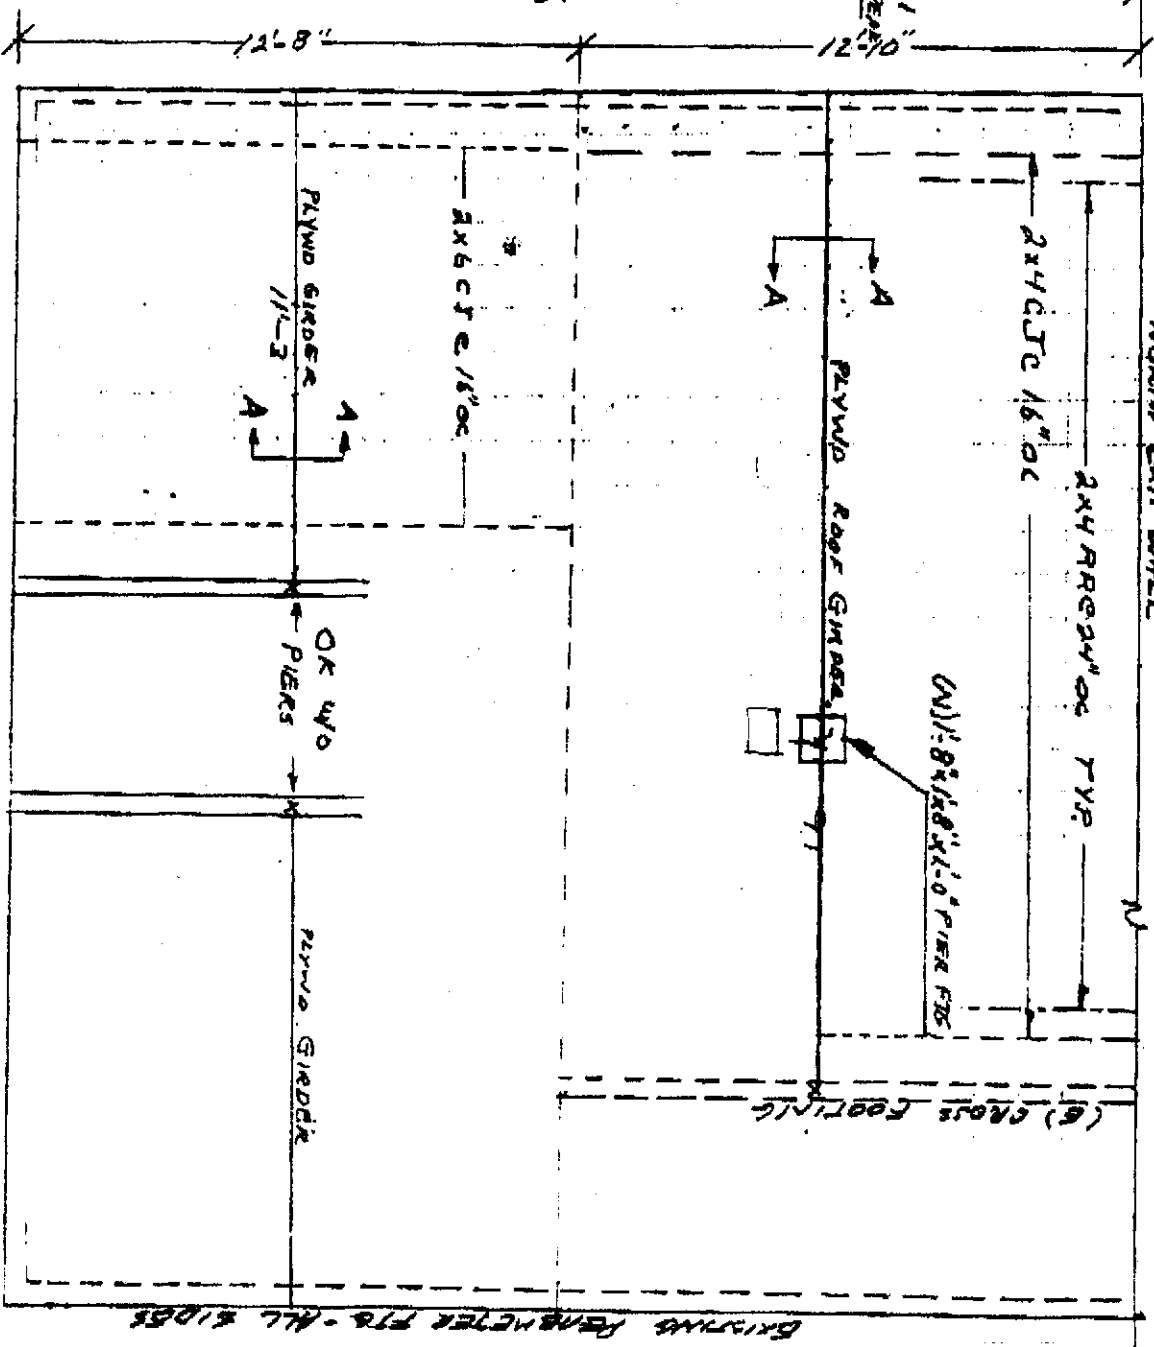 12'-8"
12'-10"
PLYWD GIRDER
11'-3
2x6 CJ @ 16" OC
A
A
A
A
PLYWD ROOF GIRDER
2x4 CJ @ 16" OC
2x4 RR @ 24" OC TYP.
(N) 1'-8"x1'-8"x1'-0" PIER FTG
OK W/O
PIERS
PLYWD. GIRDER
(E) CROSS FOOTING
EXISTING PERIMETER FTG - ALL SIDES